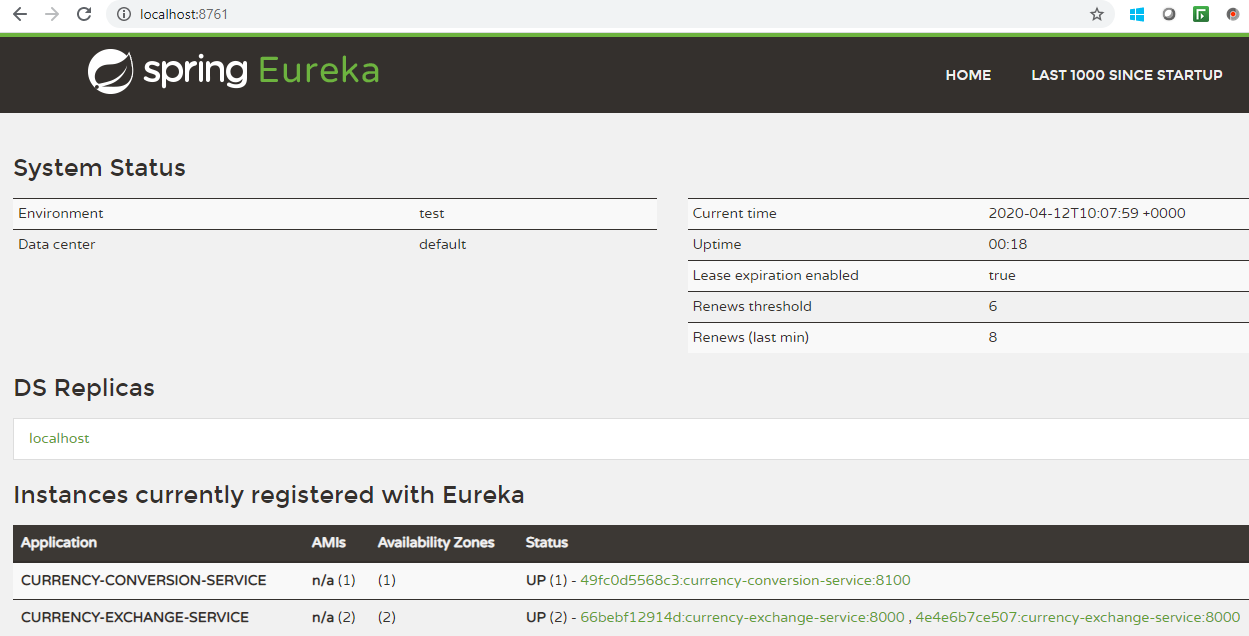 localhost:8761
spring Eureka
HOME LAST 1000 SINCE STARTUP
System Status
Environment test
Data center default
Current time 2020-04-12T10:07:59 +0000
Uptime 00:18
Lease expiration enabled true
Renews threshold 6
Renews (last min) 8
DS Replicas
localhost
Instances currently registered with Eureka
Application AMIs Availability Zones Status
CURRENCY-CONVERSION-SERVICE n/a (1) (1) UP (1) - 49fc0d5568c3:currency-conversion-service:8100
CURRENCY-EXCHANGE-SERVICE n/a (2) (2) UP (2) - 66bebf12914d:currency-exchange-service:8000 , 4e4e6b7ce507:currency-exchange-service:8000